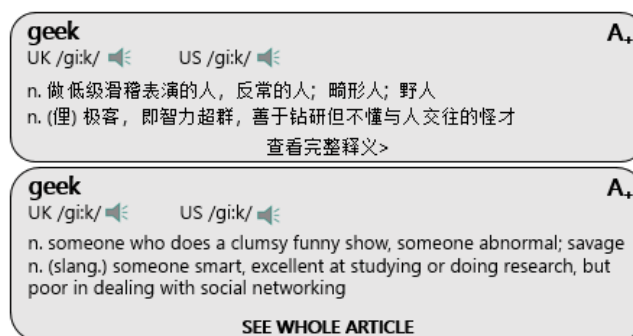 geek A+
UK /gi:k/ US /gi:k/
n. 做低级滑稽表演的人，反常的人；畸形人；野人
n. (俚) 极客，即智力超群，善于钻研但不懂与人交往的怪才
查看完整释义>
geek A+
UK /gi:k/ US /gi:k/
n. someone who does a clumsy funny show, someone abnormal; savage
n. (slang.) someone smart, excellent at studying or doing research, but
poor in dealing with social networking
SEE WHOLE ARTICLE